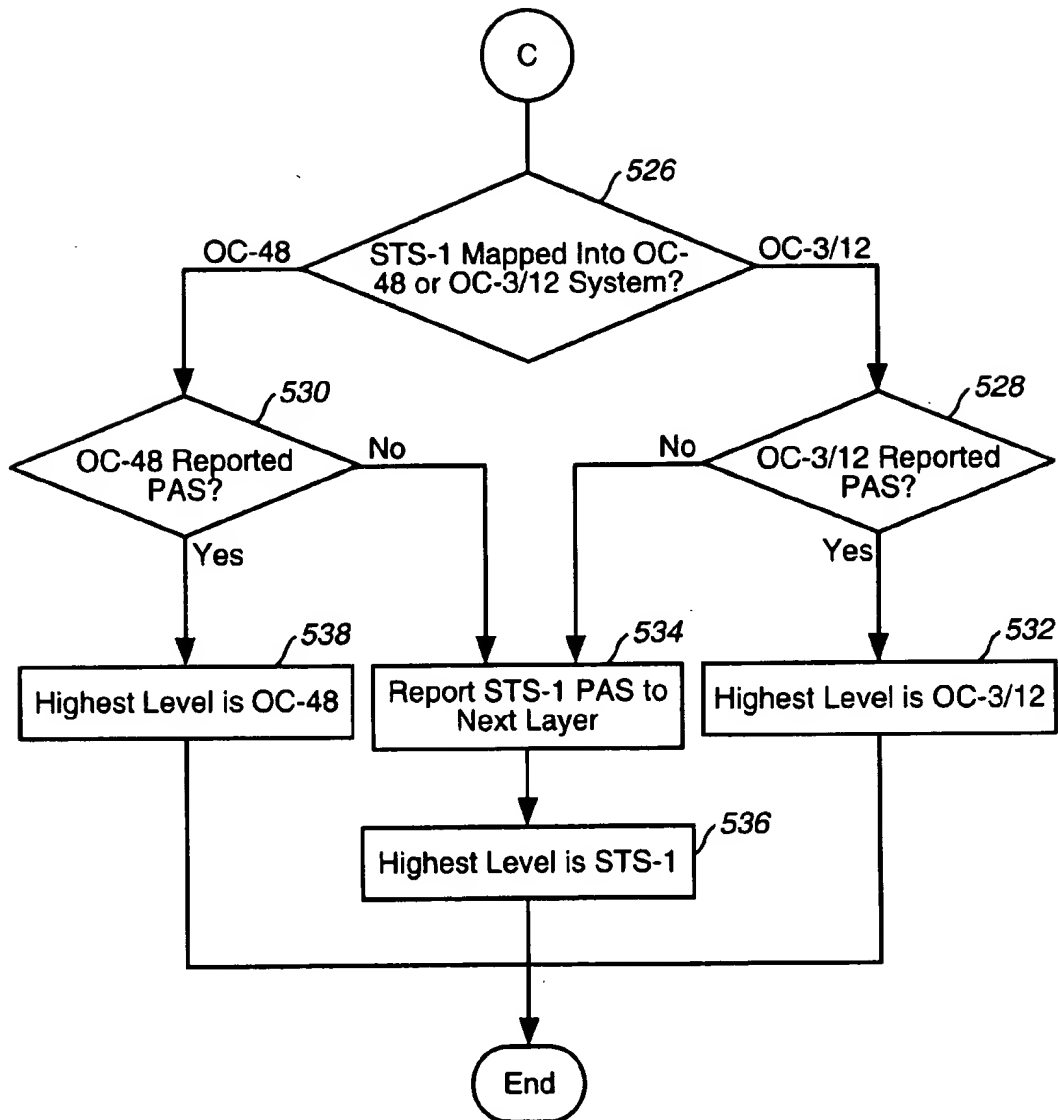 C
526
STS-1 Mapped Into OC-
48 or OC-3/12 System?
OC-48
OC-3/12
530
OC-48 Reported
PAS?
No
Yes
528
OC-3/12 Reported
PAS?
No
Yes
538
Highest Level is OC-48
534
Report STS-1 PAS to
Next Layer
532
Highest Level is OC-3/12
536
Highest Level is STS-1
End